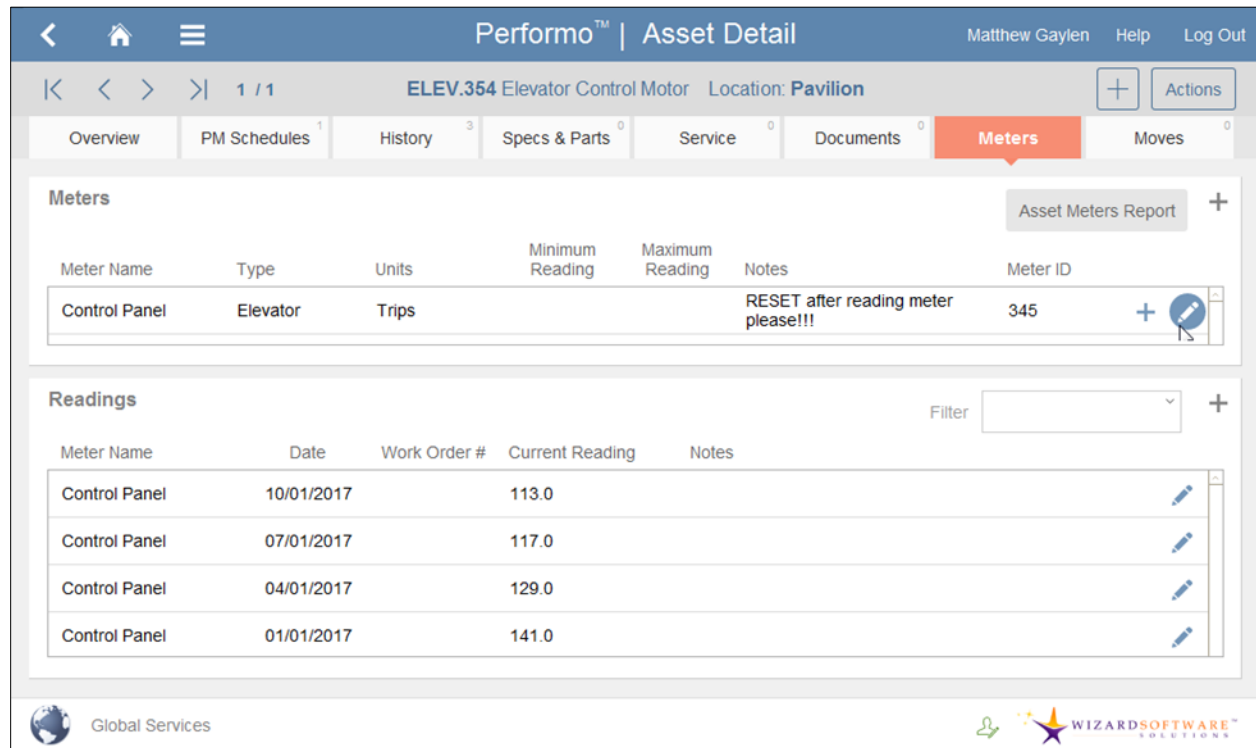 Performo™ | Asset Detail Matthew Gaylen Help Log Out
1 / 1 ELEV.354 Elevator Control Motor Location: Pavilion Actions
Overview PM Schedules 1 History 3 Specs & Parts 0 Service 0 Documents 0 Meters Moves 0
Meters
Asset Meters Report
Meter Name Type Units Minimum Reading Maximum Reading Notes Meter ID
Control Panel Elevator Trips RESET after reading meter please!!! 345
Readings
Filter
Meter Name Date Work Order # Current Reading Notes
Control Panel 10/01/2017 113.0
Control Panel 07/01/2017 117.0
Control Panel 04/01/2017 129.0
Control Panel 01/01/2017 141.0
Global Services WIZARDSOFTWARE™
SOLUTIONS